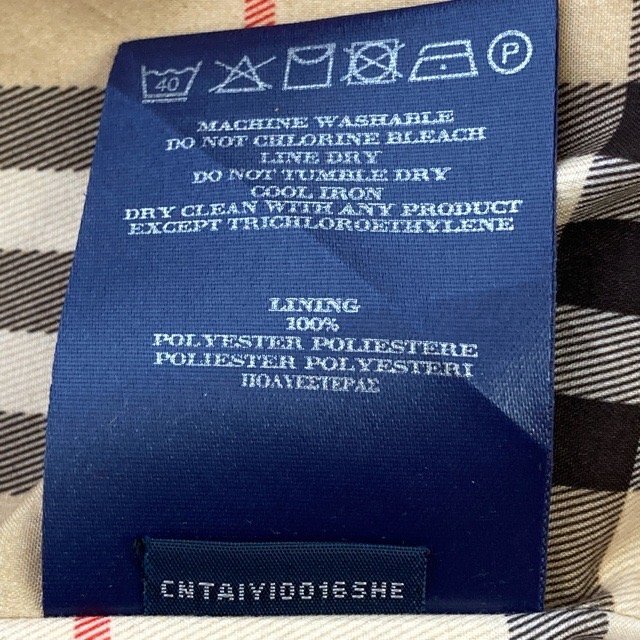 40 P
MACHINE WASHABLE
DO NOT CHLORINE BLEACH
LINE DRY
DO NOT TUMBLE DRY
COOL IRON
DRY CLEAN WITH ANY PRODUCT
EXCEPT TRICHLOROETHYLENE
LINING
100%
POLYESTER POLIESTERE
POLIESTER POLYESTERI
ΠΟΛΥΕΣΤΕΡΑΣ
CNTAIYI0016SHE